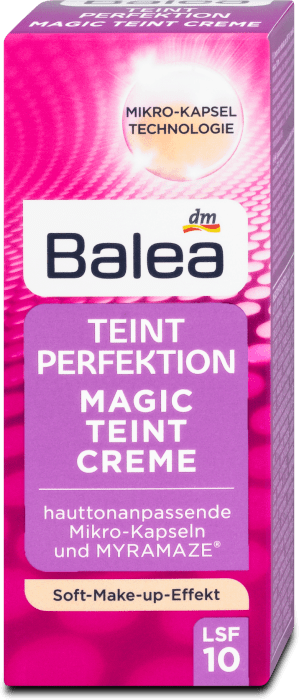 TEINT
PERFEKTION
MAGIC TEINT CREME
MIKRO-KAPSEL
TECHNOLOGIE
dm
Balea
TEINT
PERFEKTION
MAGIC
TEINT
CREME
hauttonanpassende
Mikro-Kapseln
und MYRAMAZE®
Soft-Make-up-Effekt
LSF
10